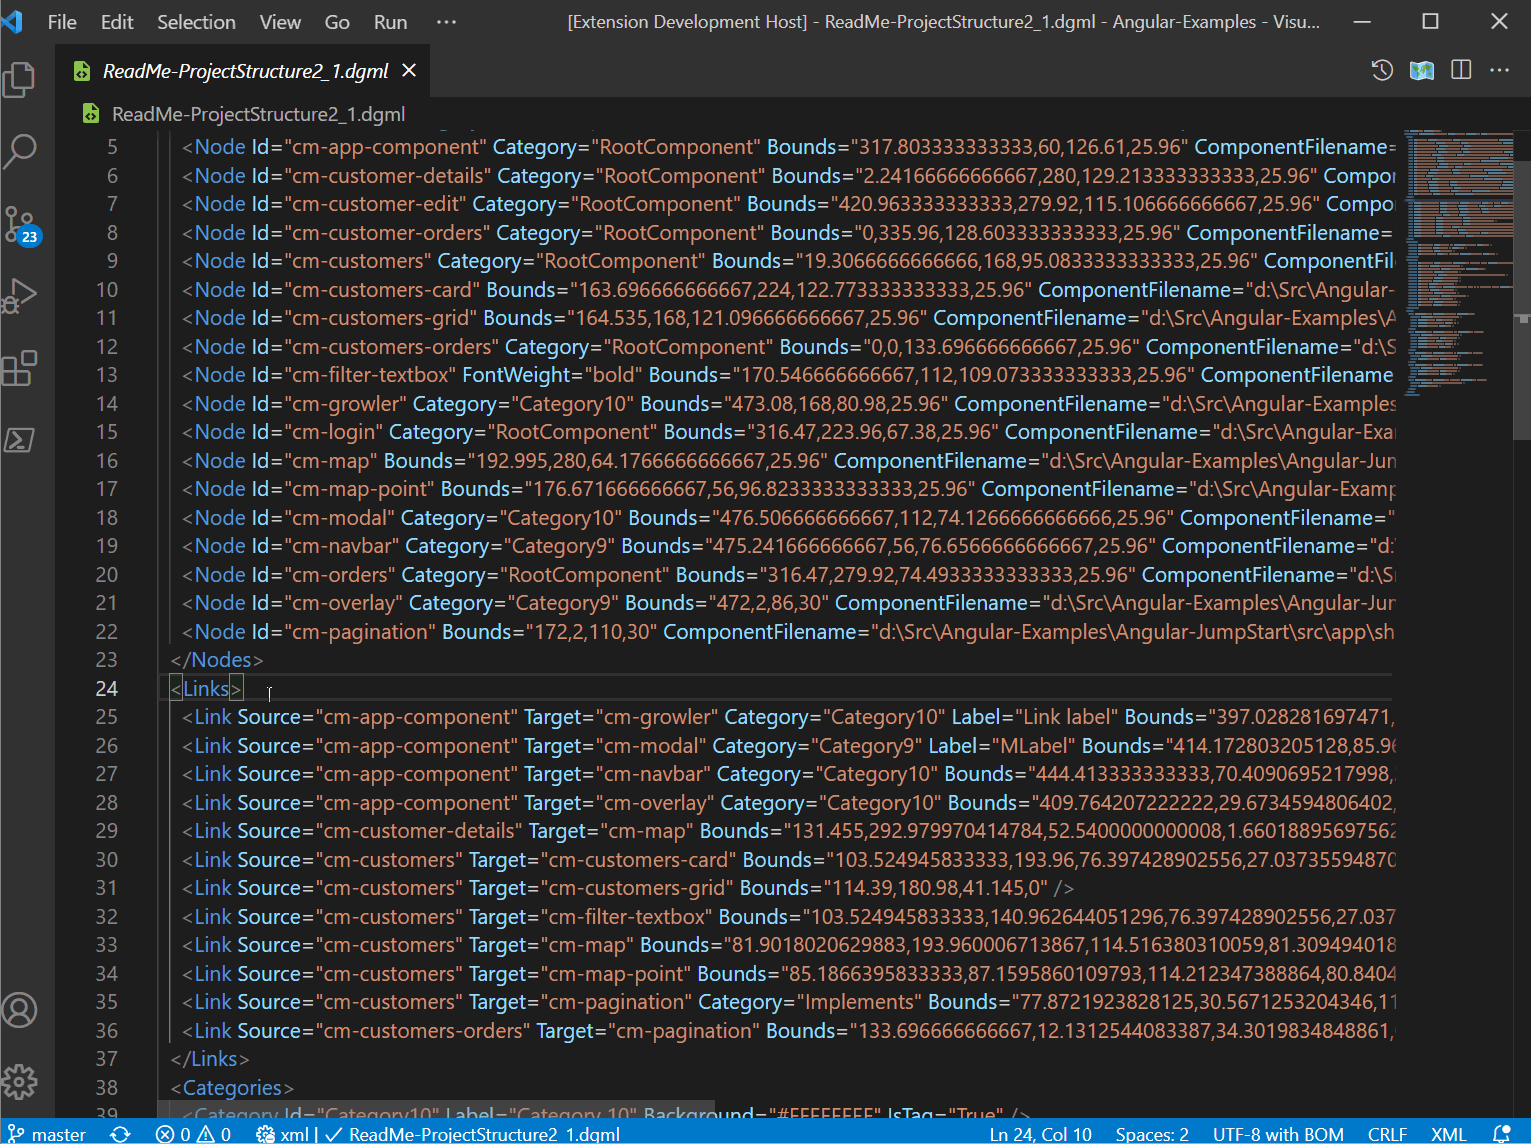 File Edit Selection View Go Run ··· [Extension Development Host] - ReadMe-ProjectStructure2_1.dgml - Angular-Examples - Visu...
ReadMe-ProjectStructure2_1.dgml
ReadMe-ProjectStructure2_1.dgml
5 <Node Id="cm-app-component" Category="RootComponent" Bounds="317.803333333333,60,126.61,25.96" ComponentFilename=
6 <Node Id="cm-customer-details" Category="RootComponent" Bounds="2.24166666666667,280,129.213333333333,25.96" Compor
7 <Node Id="cm-customer-edit" Category="RootComponent" Bounds="420.963333333333,279.92,115.106666666667,25.96" Compo
8 <Node Id="cm-customer-orders" Category="RootComponent" Bounds="0,335.96,128.603333333333,25.96" ComponentFilename=
9 <Node Id="cm-customers" Category="RootComponent" Bounds="19.3066666666666,168,95.0833333333333,25.96" ComponentFil
10 <Node Id="cm-customers-card" Bounds="163.696666666667,224,122.773333333333,25.96" ComponentFilename="d:\Src\Angular-
11 <Node Id="cm-customers-grid" Bounds="164.535,168,121.096666666667,25.96" ComponentFilename="d:\Src\Angular-Examples\A
12 <Node Id="cm-customers-orders" Category="RootComponent" Bounds="0,0,133.696666666667,25.96" ComponentFilename="d:\S
13 <Node Id="cm-filter-textbox" FontWeight="bold" Bounds="170.546666666667,112,109.073333333333,25.96" ComponentFilename
14 <Node Id="cm-growler" Category="Category10" Bounds="473.08,168,80.98,25.96" ComponentFilename="d:\Src\Angular-Examples
15 <Node Id="cm-login" Category="RootComponent" Bounds="316.47,223.96,67.38,25.96" ComponentFilename="d:\Src\Angular-Exa
16 <Node Id="cm-map" Bounds="192.995,280,64.1766666666667,25.96" ComponentFilename="d:\Src\Angular-Examples\Angular-Jum
17 <Node Id="cm-map-point" Bounds="176.671666666667,56,96.8233333333333,25.96" ComponentFilename="d:\Src\Angular-Examp
18 <Node Id="cm-modal" Category="Category10" Bounds="476.506666666667,112,74.1266666666666,25.96" ComponentFilename="
19 <Node Id="cm-navbar" Category="Category9" Bounds="475.241666666667,56,76.6566666666667,25.96" ComponentFilename="d:
20 <Node Id="cm-orders" Category="RootComponent" Bounds="316.47,279.92,74.4933333333333,25.96" ComponentFilename="d:\S
21 <Node Id="cm-overlay" Category="Category9" Bounds="472,2,86,30" ComponentFilename="d:\Src\Angular-Examples\Angular-Jur
22 <Node Id="cm-pagination" Bounds="172,2,110,30" ComponentFilename="d:\Src\Angular-Examples\Angular-JumpStart\src\app\sh
23 </Nodes>
24 <Links>
25 <Link Source="cm-app-component" Target="cm-growler" Category="Category10" Label="Link label" Bounds="397.028281697471,
26 <Link Source="cm-app-component" Target="cm-modal" Category="Category9" Label="MLabel" Bounds="414.172803205128,85.96
27 <Link Source="cm-app-component" Target="cm-navbar" Category="Category10" Bounds="444.413333333333,70.4090695217998,
28 <Link Source="cm-app-component" Target="cm-overlay" Category="Category10" Bounds="409.764207222222,29.6734594806402,
29 <Link Source="cm-customer-details" Target="cm-map" Bounds="131.455,292.979970414784,52.5400000000008,1.66018895697562
30 <Link Source="cm-customers" Target="cm-customers-card" Bounds="103.524945833333,193.96,76.397428902556,27.03735594870
31 <Link Source="cm-customers" Target="cm-customers-grid" Bounds="114.39,180.98,41.145,0" />
32 <Link Source="cm-customers" Target="cm-filter-textbox" Bounds="103.524945833333,140.962644051296,76.397428902556,27.037
33 <Link Source="cm-customers" Target="cm-map" Bounds="81.9018020629883,193.960006713867,114.516380310059,81.309494018
34 <Link Source="cm-customers" Target="cm-map-point" Bounds="85.1866395833333,87.1595860109793,114.212347388864,80.8404
35 <Link Source="cm-customers" Target="cm-pagination" Category="Implements" Bounds="77.8721923828125,30.5671253204346,11
36 <Link Source="cm-customers-orders" Target="cm-pagination" Bounds="133.696666666667,12.1312544083387,34.3019834848861,
37 </Links>
38 <Categories>
39 <Category Id="Category10" Label="Category 10" Background="#FFFFFFFF" IsTag="True" />
23
master 0 0 xml | ✓ ReadMe-ProjectStructure2_1.dgml Ln 24, Col 10 Spaces: 2 UTF-8 with BOM CRLF XML